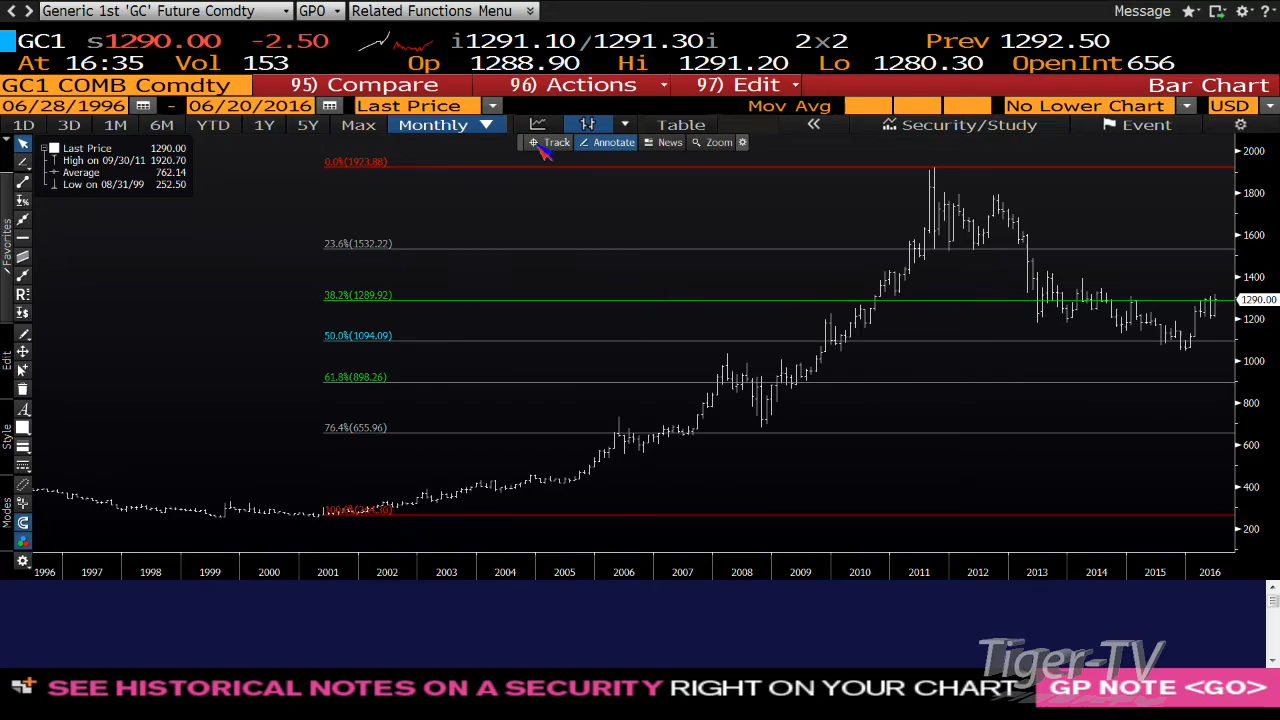 Generic 1st 'GC' Future Comdty GPO Related Functions Menu Message
GC1 s1290.00 -2.50 i1291.10/1291.30i 2x2 Prev 1292.50
At 16:35 Vol 153 Op 1288.90 Hi 1291.20 Lo 1280.30 OpenInt 656
GC1 COMB Comdty 95) Compare 96) Actions 97) Edit Bar Chart
06/28/1996 - 06/20/2016 Last Price Mov Avg No Lower Chart USD
1D 3D 1M 6M YTD 1Y 5Y Max Monthly Table Security/Study Event
Track Annotate News Zoom
Last Price 1290.00
High on 09/30/11 1920.70
Average 762.14
Low on 08/31/99 252.50
Favorites
Edit
Style
Modes
0.0%(1923.88)
23.6%(1532.22)
38.2%(1289.92)
50.0%(1094.09)
61.8%(898.26)
76.4%(655.96)
2000
1800
1600
1400
1290.00
1200
1000
800
600
400
200
1996 1997 1998 1999 2000 2001 2002 2003 2004 2005 2006 2007 2008 2009 2010 2011 2012 2013 2014 2015 2016
Tiger-TV
SEE HISTORICAL NOTES ON A SECURITY RIGHT ON YOUR CHART GP NOTE <GO>